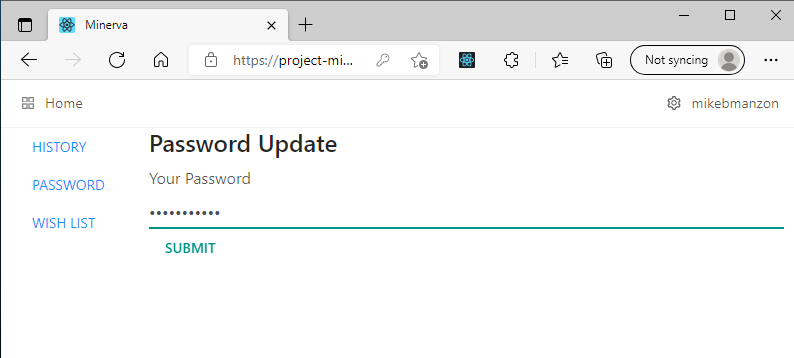 Minerva
https://project-mi...
Not syncing
Home
mikebmanzon
HISTORY
Password Update
PASSWORD
Your Password
•••••••••••
WISH LIST
SUBMIT